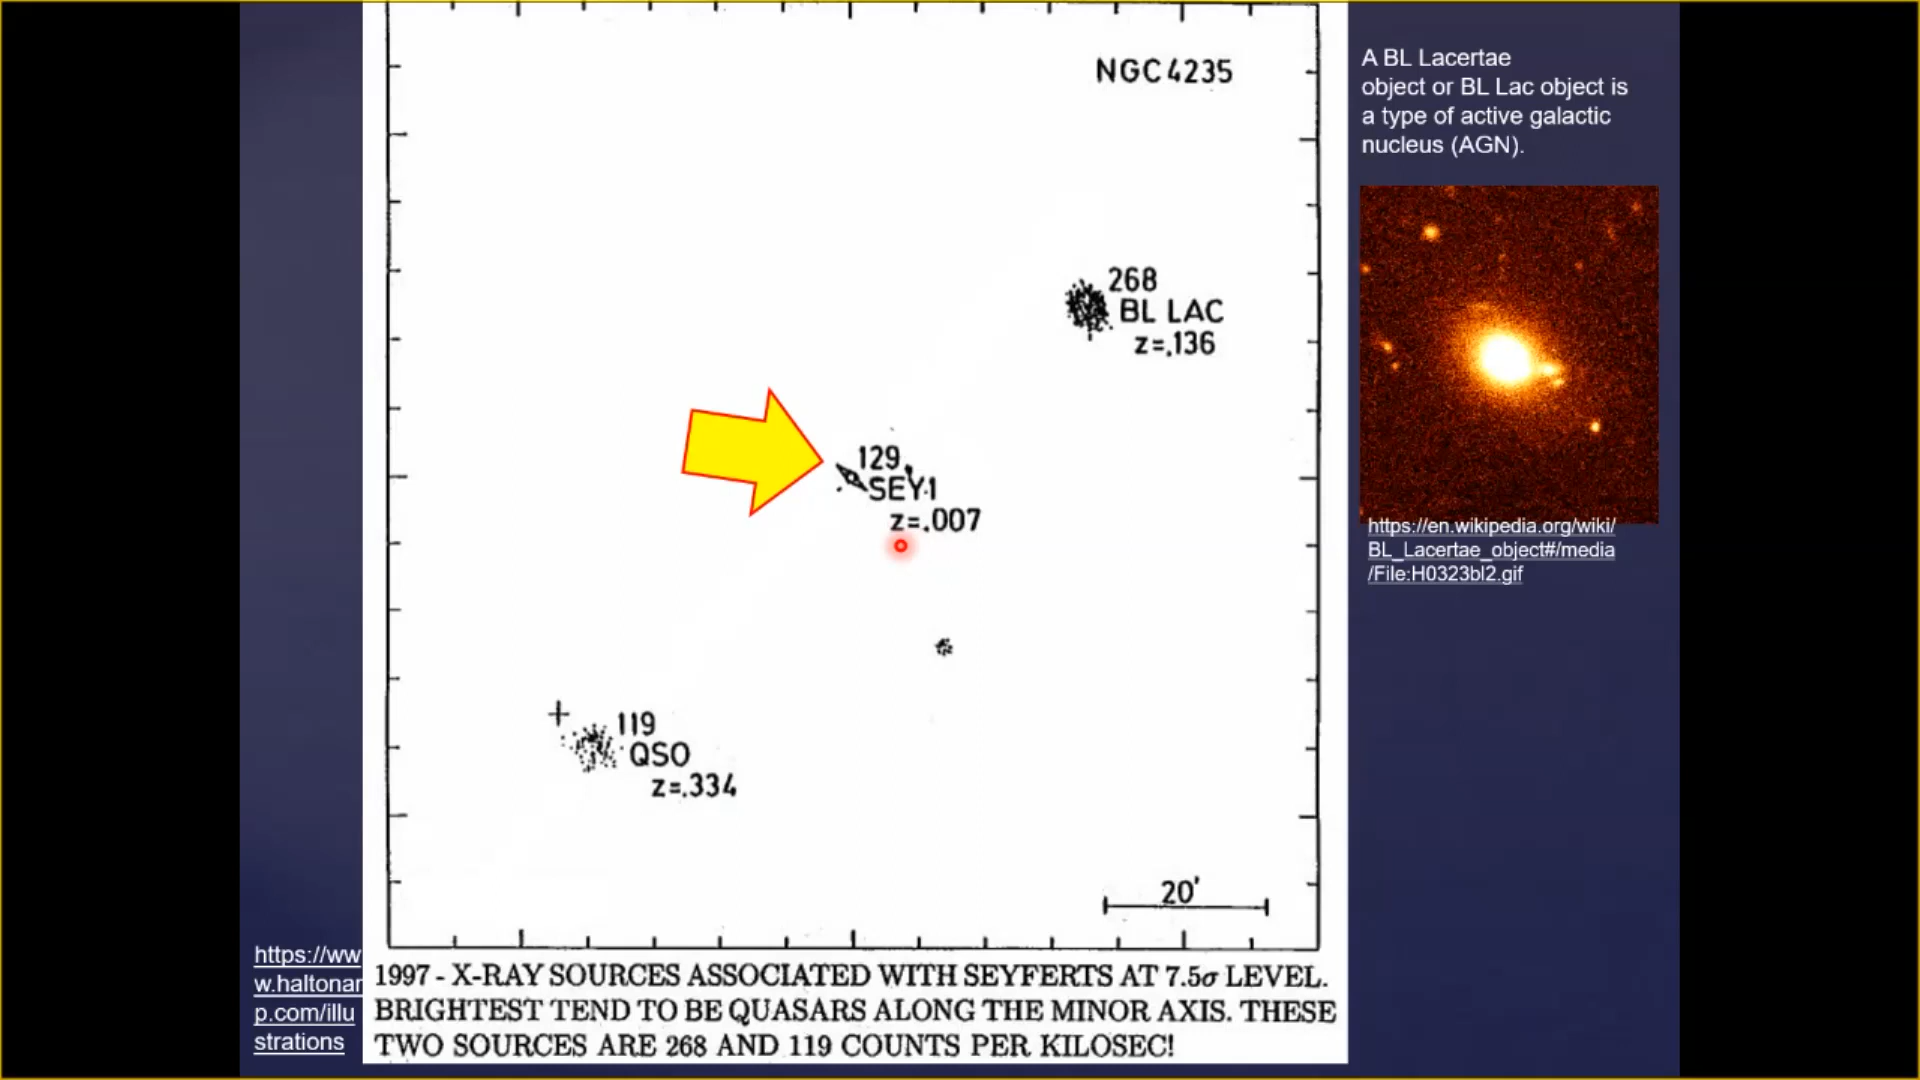 NGC 4235
268
BL LAC
z=.136
129
SEY1
z=.007
119
QSO
z=.334
20'
1997 - X-RAY SOURCES ASSOCIATED WITH SEYFERTS AT 7.5σ LEVEL.
BRIGHTEST TEND TO BE QUASARS ALONG THE MINOR AXIS. THESE
TWO SOURCES ARE 268 AND 119 COUNTS PER KILOSEC!
https://ww
w.haltonar
p.com/illu
strations
A BL Lacertae
object or BL Lac object is
a type of active galactic
nucleus (AGN).
https://en.wikipedia.org/wiki/
BL_Lacertae_object#/media
/File:H0323bl2.gif